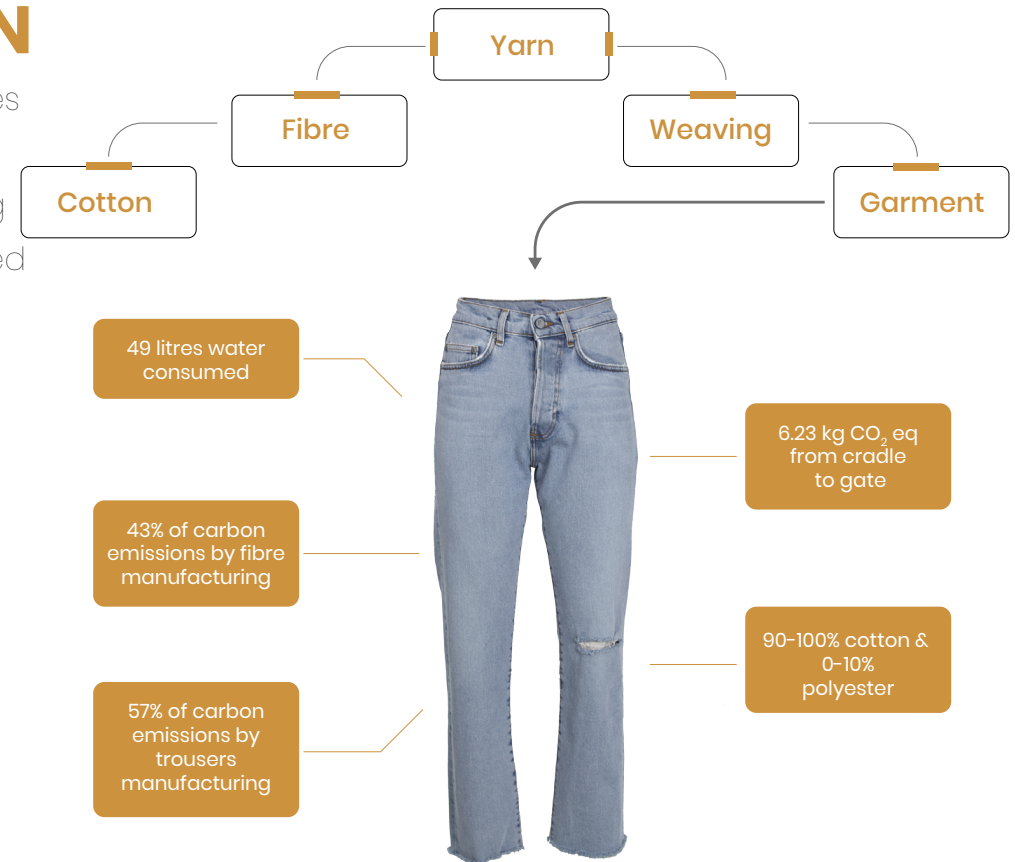 N
Yarn
es
Fibre
Weaving
g
Cotton
Garment
ed
49 litres water
consumed
6.23 kg CO₂ eq
from cradle
to gate
43% of carbon
emissions by fibre
manufacturing
90-100% cotton &
0-10%
polyester
57% of carbon
emissions by
trousers
manufacturing